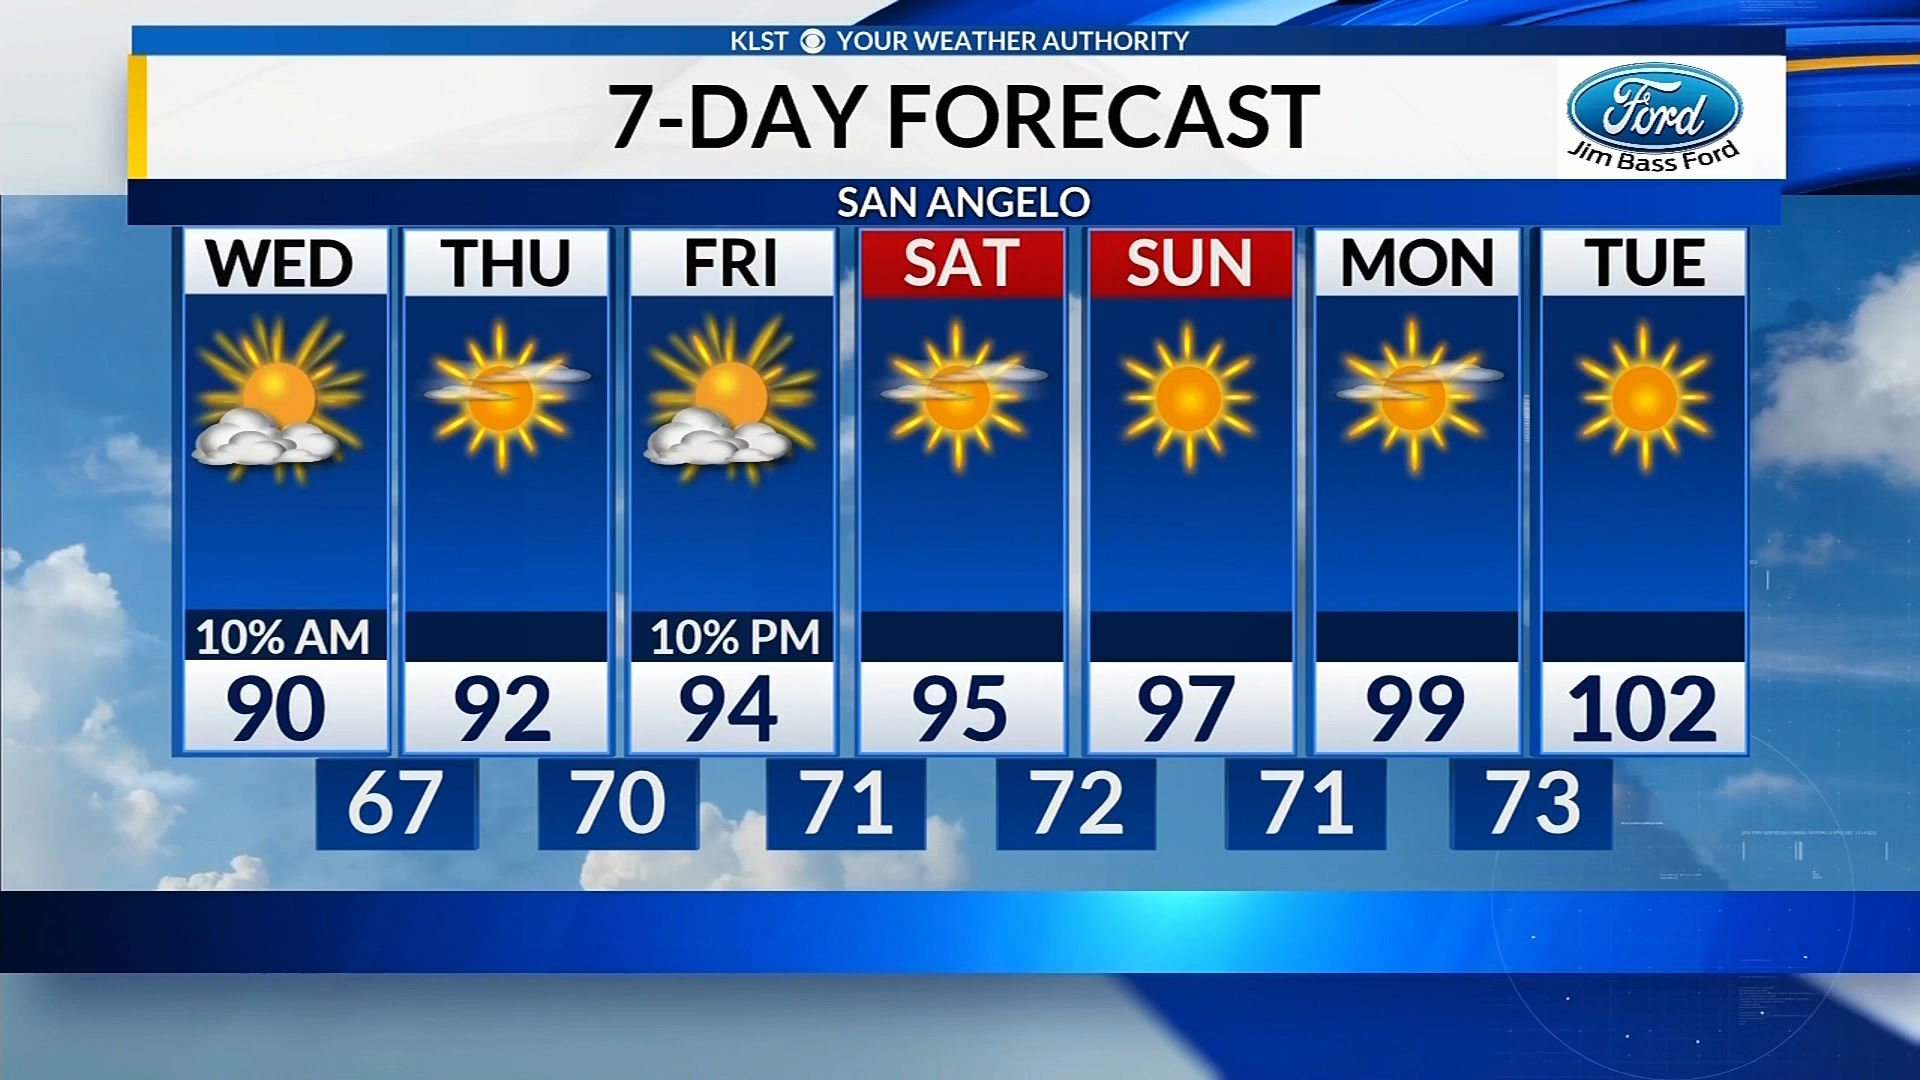 KLST YOUR WEATHER AUTHORITY
7-DAY FORECAST
Ford
Jim Bass Ford
SAN ANGELO
WED THU FRI SAT SUN MON TUE
10% AM 10% PM
90 92 94 95 97 99 102
67 70 71 72 71 73